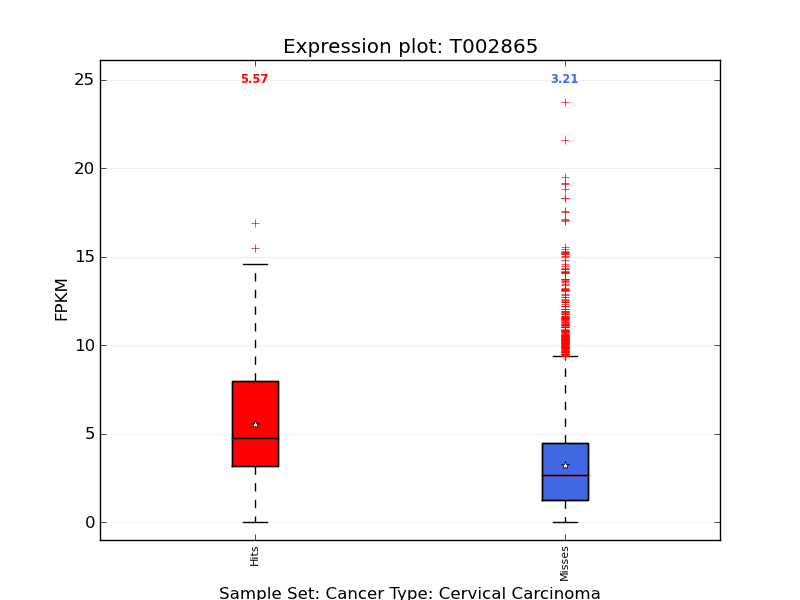 Expression plot: T002865
5.57 3.21
25
20
15
10
5
0
FPKM
Hits Misses
Sample Set: Cancer Type: Cervical Carcinoma